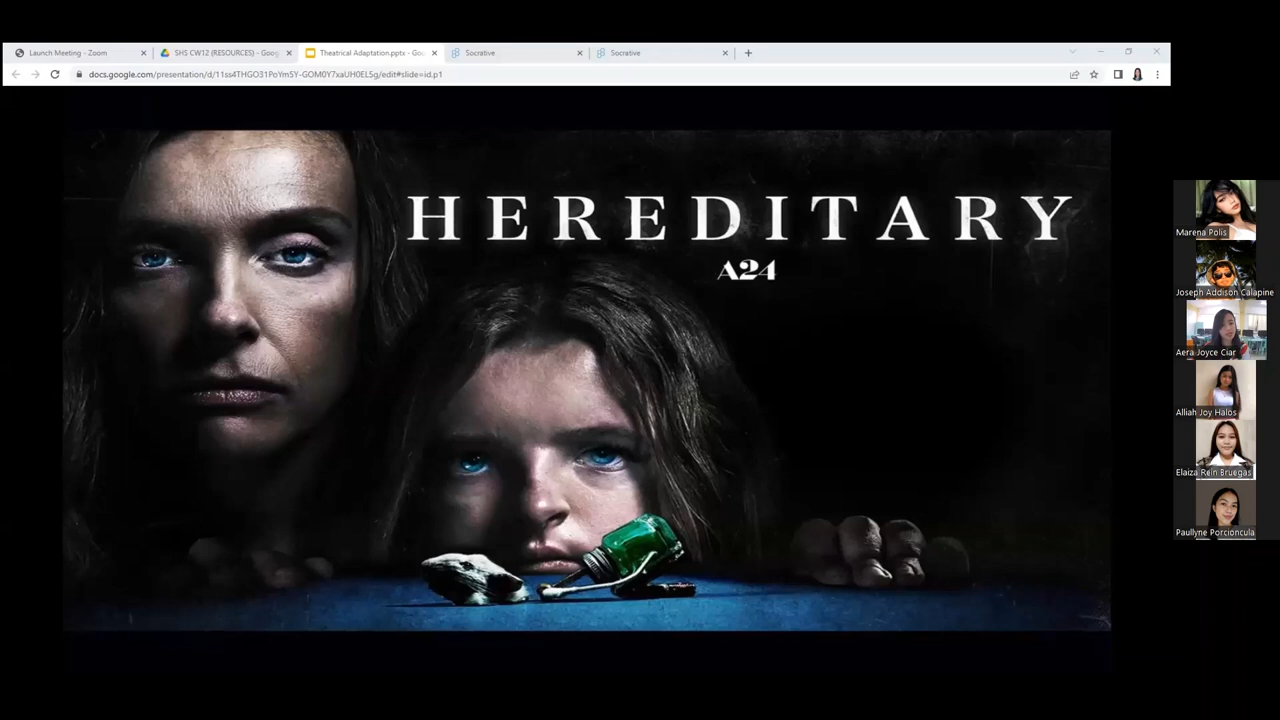 Launch Meeting - Zoom
SHS CW12 (RESOURCES) - Goog
Theatrical Adaptation.pptx - Goo
Socrative
Socrative
docs.google.com/presentation/d/11ss4THGO31PoYm5Y-GOM0Y7xaUH0EL5g/edit#slide=id.p1
HEREDITARY
A24
Marena Polis
Joseph Addison Calapine
Aera Joyce Ciar
Alliah Joy Halos
Elaiza Rein Bruegas
Paullyne Porcioncula